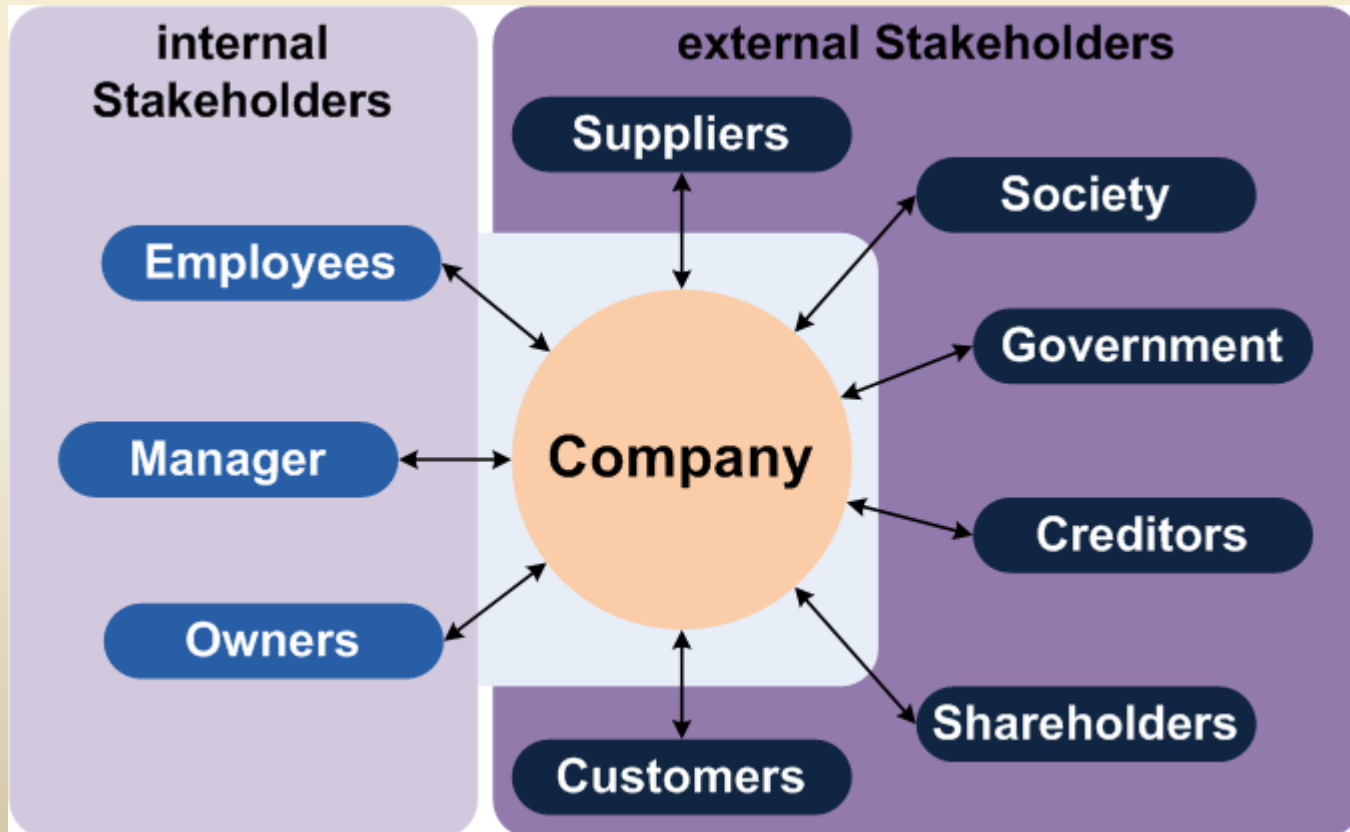 internal
Stakeholders
external Stakeholders
Suppliers
Society
Employees
Government
Manager
Company
Creditors
Owners
Shareholders
Customers